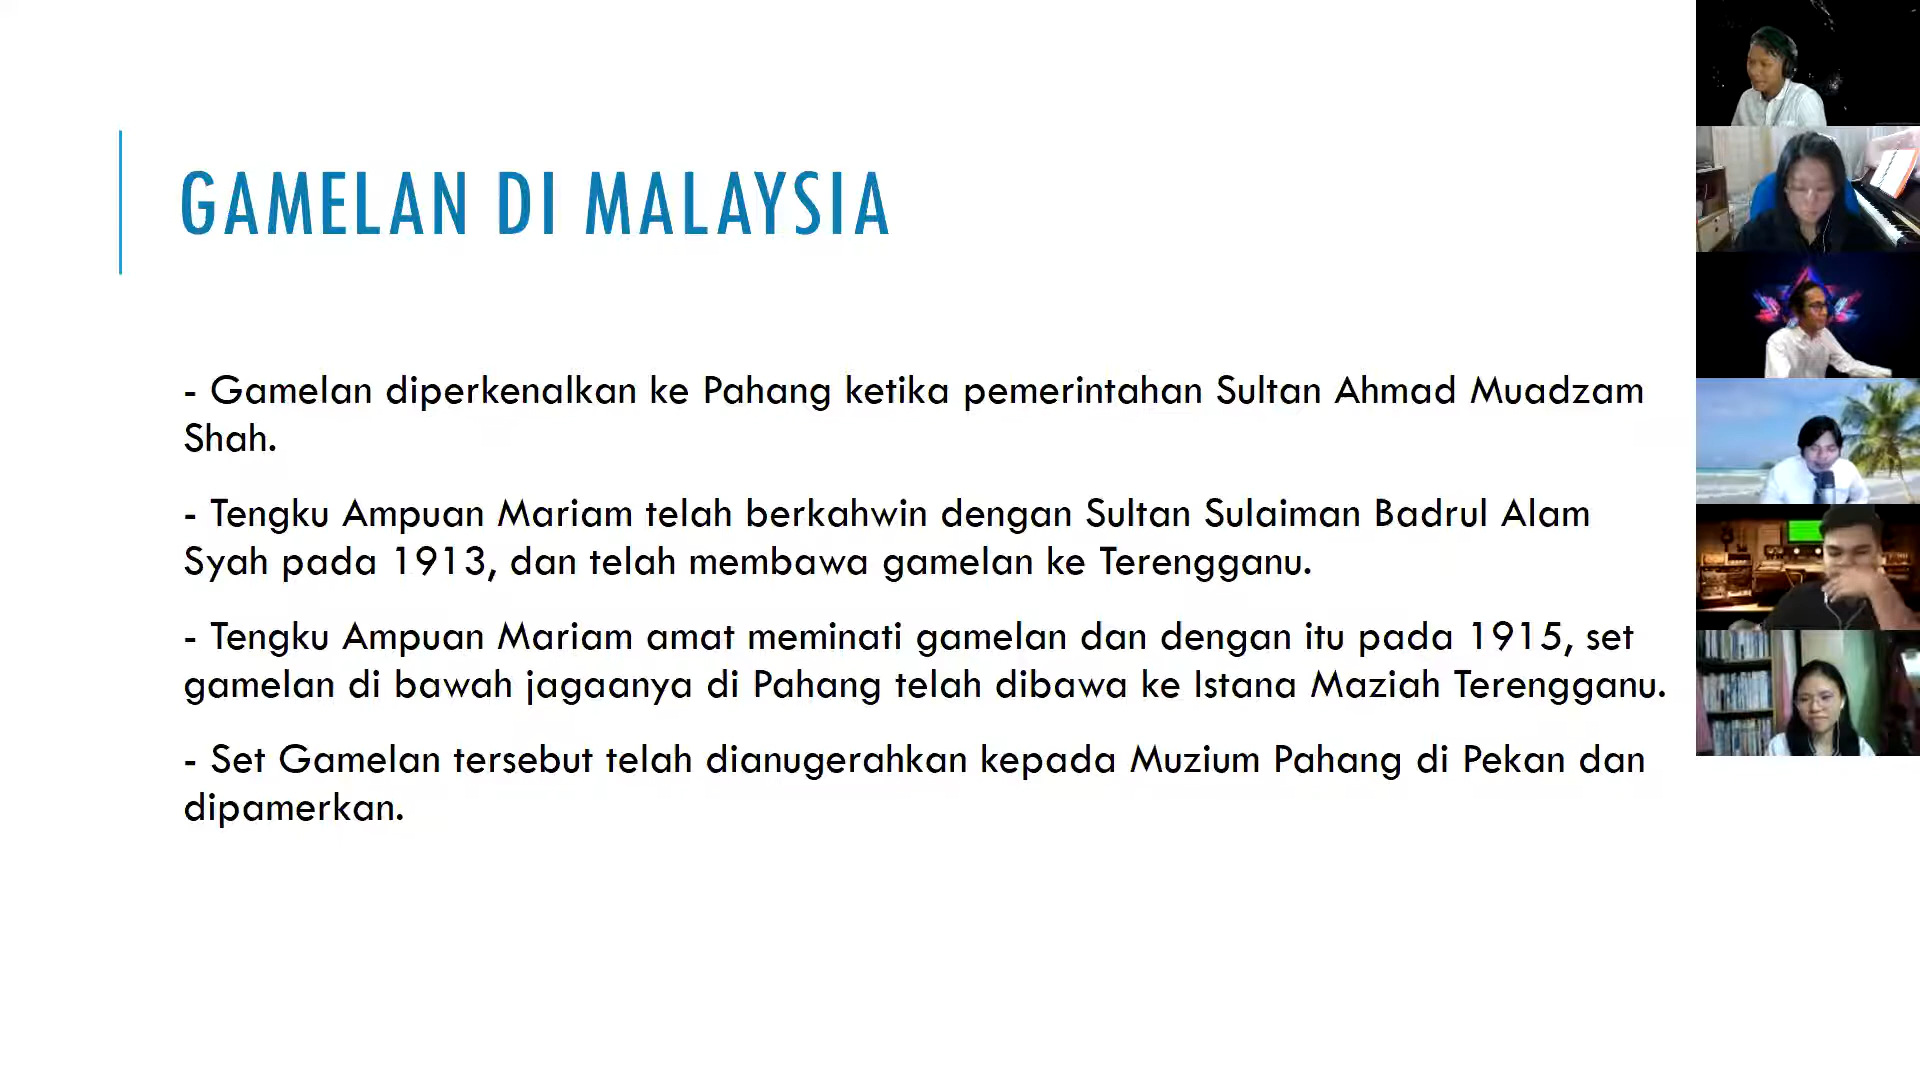 GAMELAN DI MALAYSIA
- Gamelan diperkenalkan ke Pahang ketika pemerintahan Sultan Ahmad Muadzam
Shah.
- Tengku Ampuan Mariam telah berkahwin dengan Sultan Sulaiman Badrul Alam
Syah pada 1913, dan telah membawa gamelan ke Terengganu.
- Tengku Ampuan Mariam amat meminati gamelan dan dengan itu pada 1915, set
gamelan di bawah jagaanya di Pahang telah dibawa ke Istana Maziah Terengganu.
- Set Gamelan tersebut telah dianugerahkan kepada Muzium Pahang di Pekan dan
dipamerkan.